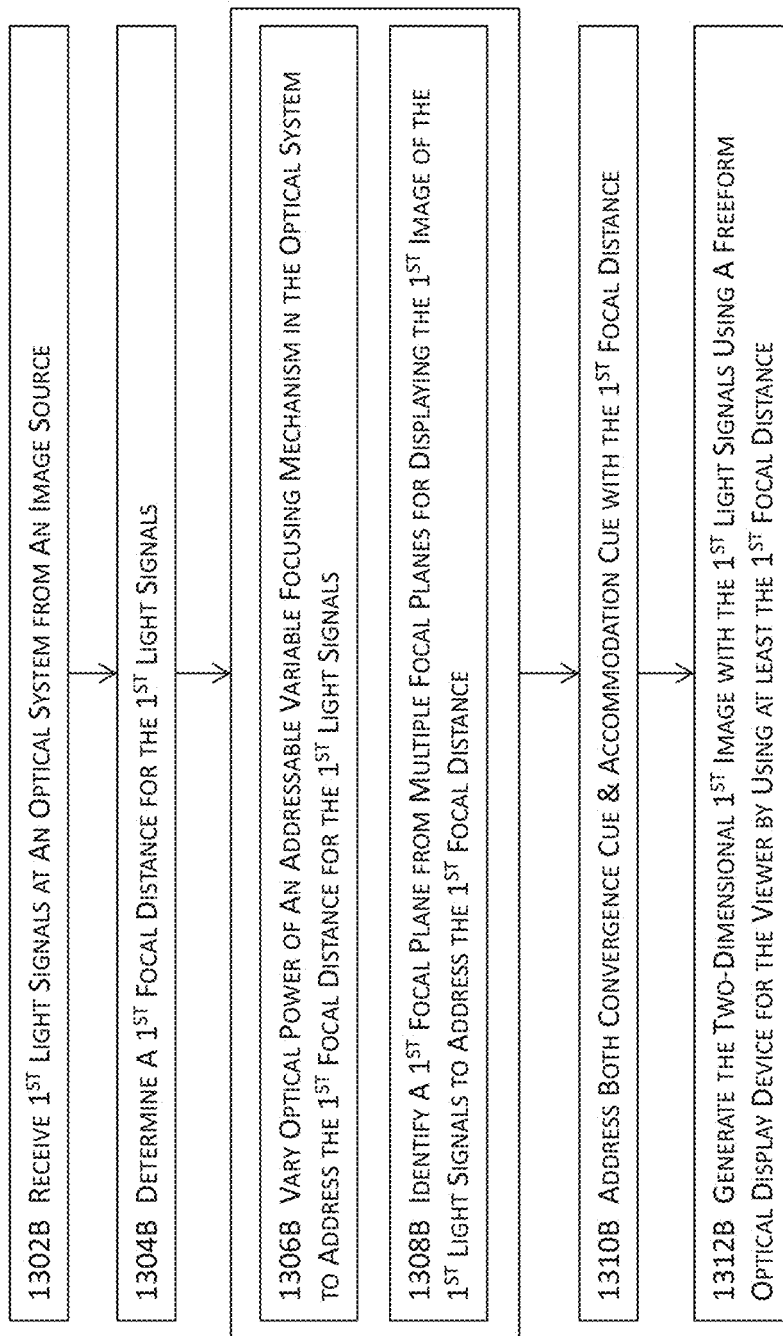 1302B RECEIVE 1ST LIGHT SIGNALS AT AN OPTICAL SYSTEM FROM AN IMAGE SOURCE
1304B DETERMINE A 1ST FOCAL DISTANCE FOR THE 1ST LIGHT SIGNALS
1306B VARY OPTICAL POWER OF AN ADDRESSABLE VARIABLE FOCUSING MECHANISM IN THE OPTICAL SYSTEM
TO ADDRESS THE 1ST FOCAL DISTANCE FOR THE 1ST LIGHT SIGNALS
1308B IDENTIFY A 1ST FOCAL PLANE FROM MULTIPLE FOCAL PLANES FOR DISPLAYING THE 1ST IMAGE OF THE
1ST LIGHT SIGNALS TO ADDRESS THE 1ST FOCAL DISTANCE
1310B ADDRESS BOTH CONVERGENCE CUE & ACCOMMODATION CUE WITH THE 1ST FOCAL DISTANCE
1312B GENERATE THE TWO-DIMENSIONAL 1ST IMAGE WITH THE 1ST LIGHT SIGNALS USING A FREEFORM
OPTICAL DISPLAY DEVICE FOR THE VIEWER BY USING AT LEAST THE 1ST FOCAL DISTANCE